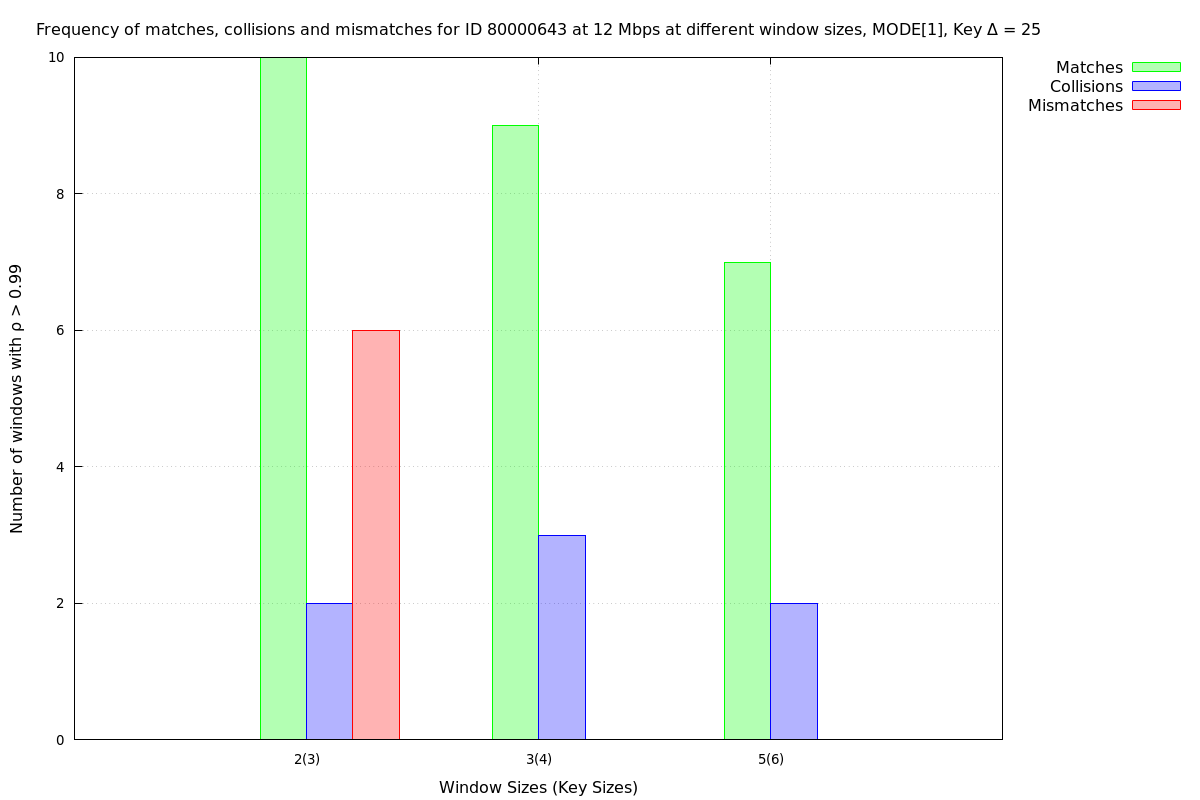 Frequency of matches, collisions and mismatches for ID 80000643 at 12 Mbps at different window sizes, MODE[1], Key Δ = 25
Matches
Collisions
Mismatches
Number of windows with ρ > 0.99
10
8
6
4
2
0
2(3) 3(4) 5(6)
Window Sizes (Key Sizes)